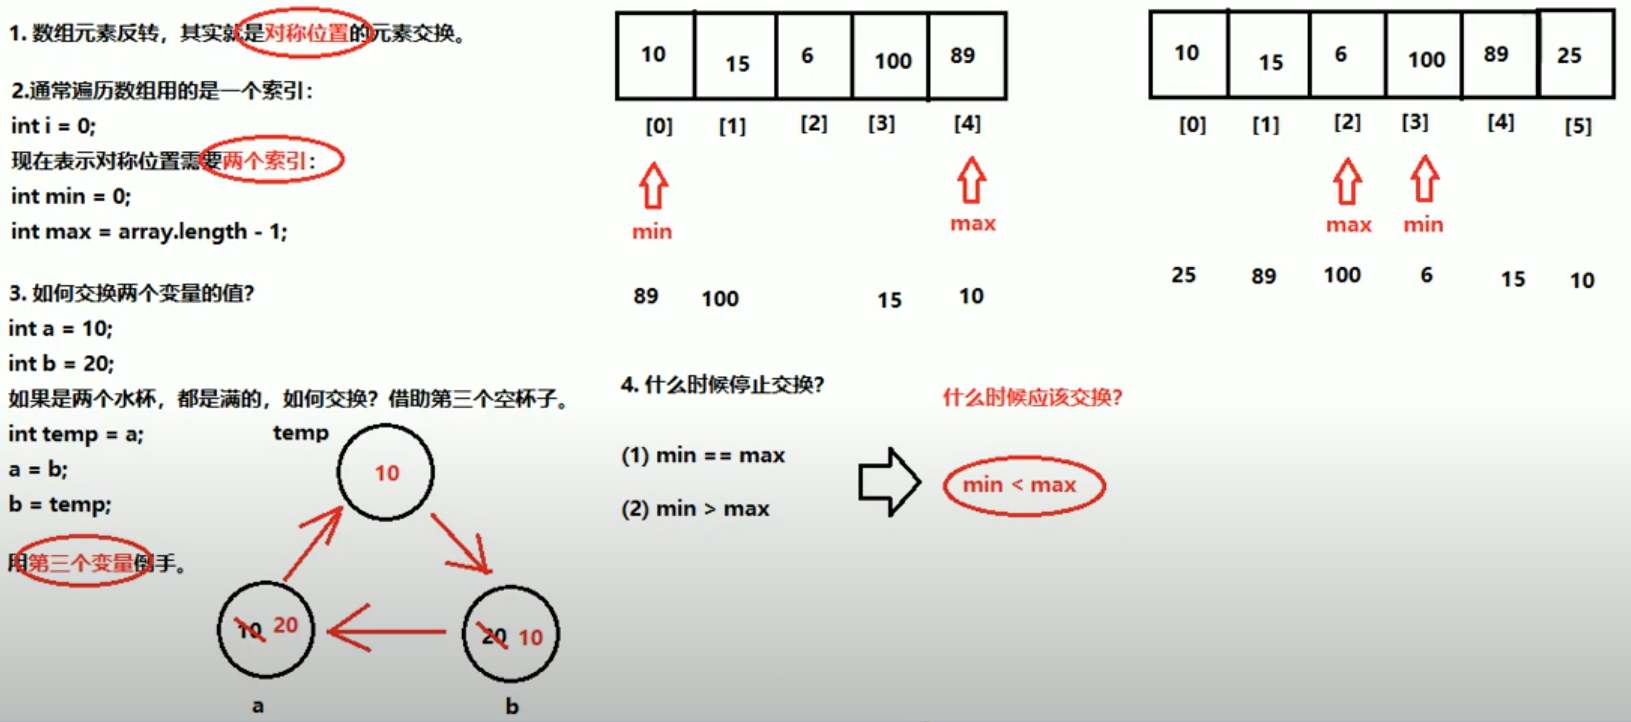 1. 数组元素反转，其实就是对称位置的元素交换。
2.通常遍历数组用的是一个索引：
int i = 0;
现在表示对称位置需要两个索引：
int min = 0;
int max = array.length - 1;
3. 如何交换两个变量的值？
int a = 10;
int b = 20;
如果是两个水杯，都是满的，如何交换？借助第三个空杯子。
int temp = a;
a = b;
b = temp;
用第三个变量倒手。
temp
10
10 20
20 10
a b
10 15 6 100 89
[0] [1] [2] [3] [4]
min max
89 100 15 10
10 15 6 100 89 25
[0] [1] [2] [3] [4] [5]
max min
25 89 100 6 15 10
4. 什么时候停止交换？
(1) min == max
(2) min > max
什么时候应该交换？
min < max